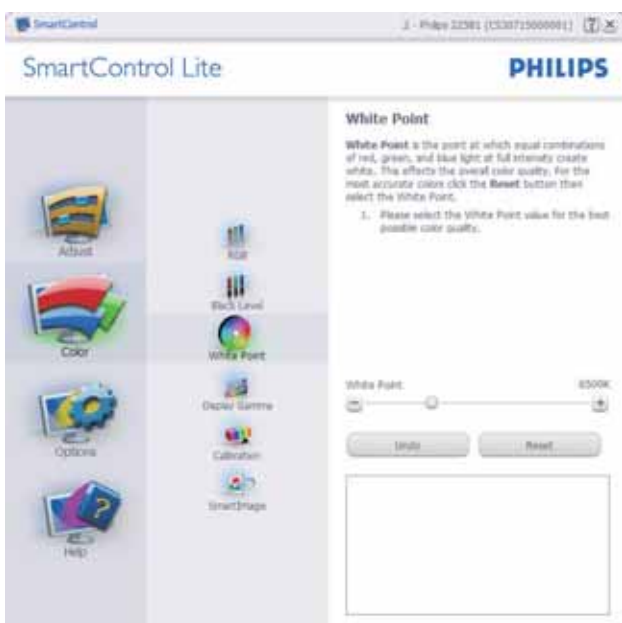 SmartControl
SmartControl Lite
PHILIPS
Adjust
Color
Options
Help
RGB
Black Level
White Point
Display Gamma
Calibration
SmartImage
White Point
White Point is the point at which equal combinations
of red, green, and blue light at full intensity create
white. This effects the overall color quality. For the
most accurate colors click the Reset button then
select the White Point.
1. Please select the White Point value for the best
possible color quality.
White Point 6500K
Undo Reset